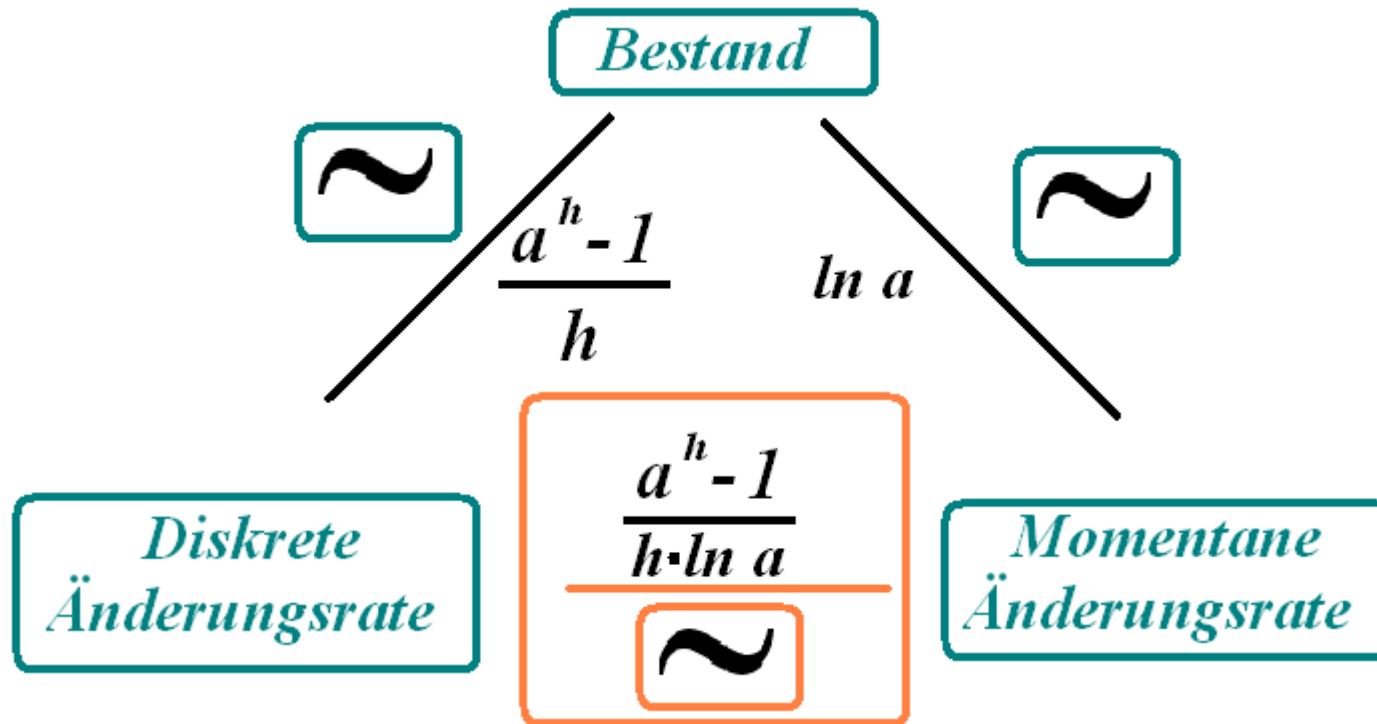 Bestand
~
~
a^h - 1
h
ln a
a^h - 1
h·ln a
~
Diskrete
Änderungsrate
Momentane
Änderungsrate